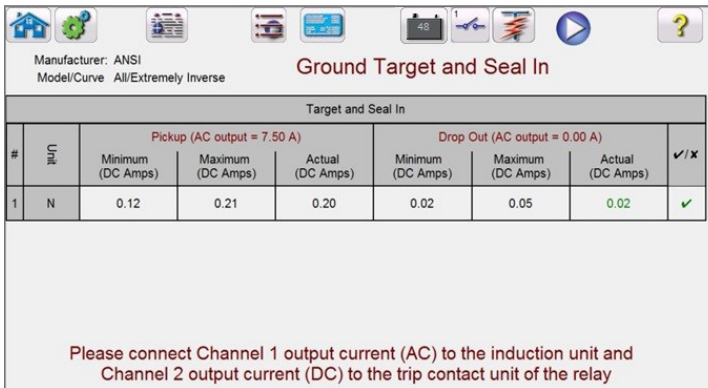 48
1
?
Manufacturer: ANSI
Model/Curve All/Extremely Inverse
Ground Target and Seal In
Target and Seal In
# Unit Pickup (AC output = 7.50 A) Drop Out (AC output = 0.00 A) ✔/✘
Minimum Maximum Actual Minimum Maximum Actual
(DC Amps) (DC Amps) (DC Amps) (DC Amps) (DC Amps) (DC Amps)
1 N 0.12 0.21 0.20 0.02 0.05 0.02 ✔
Please connect Channel 1 output current (AC) to the induction unit and
Channel 2 output current (DC) to the trip contact unit of the relay